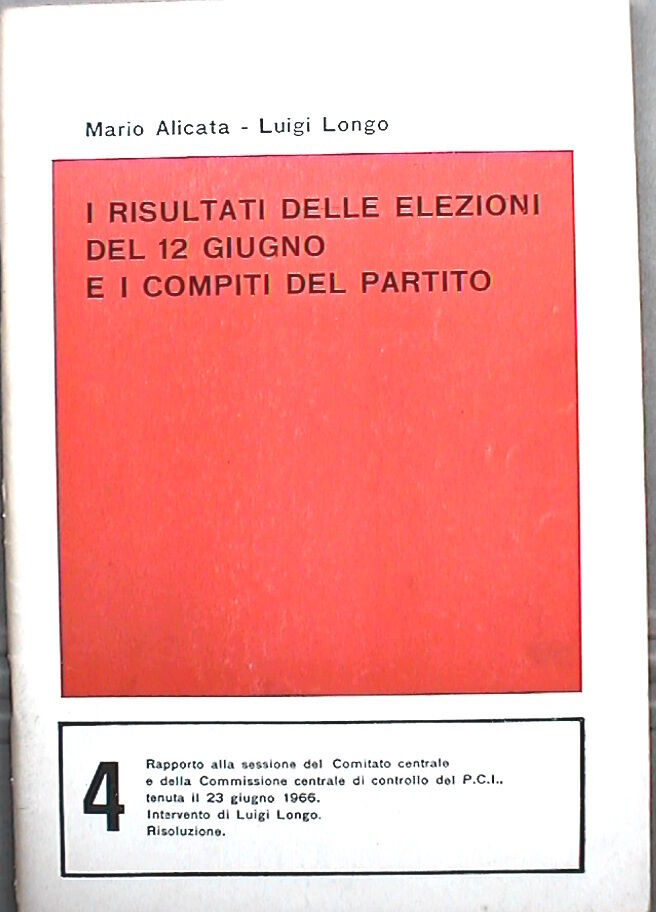 Mario Alicata - Luigi Longo
I RISULTATI DELLE ELEZIONI
DEL 12 GIUGNO
E I COMPITI DEL PARTITO
4
Rapporto alla sessione del Comitato centrale
e della Commissione centrale di controllo del P.C.I.,
tenuta il 23 giugno 1966.
Intervento di Luigi Longo.
Risoluzione.